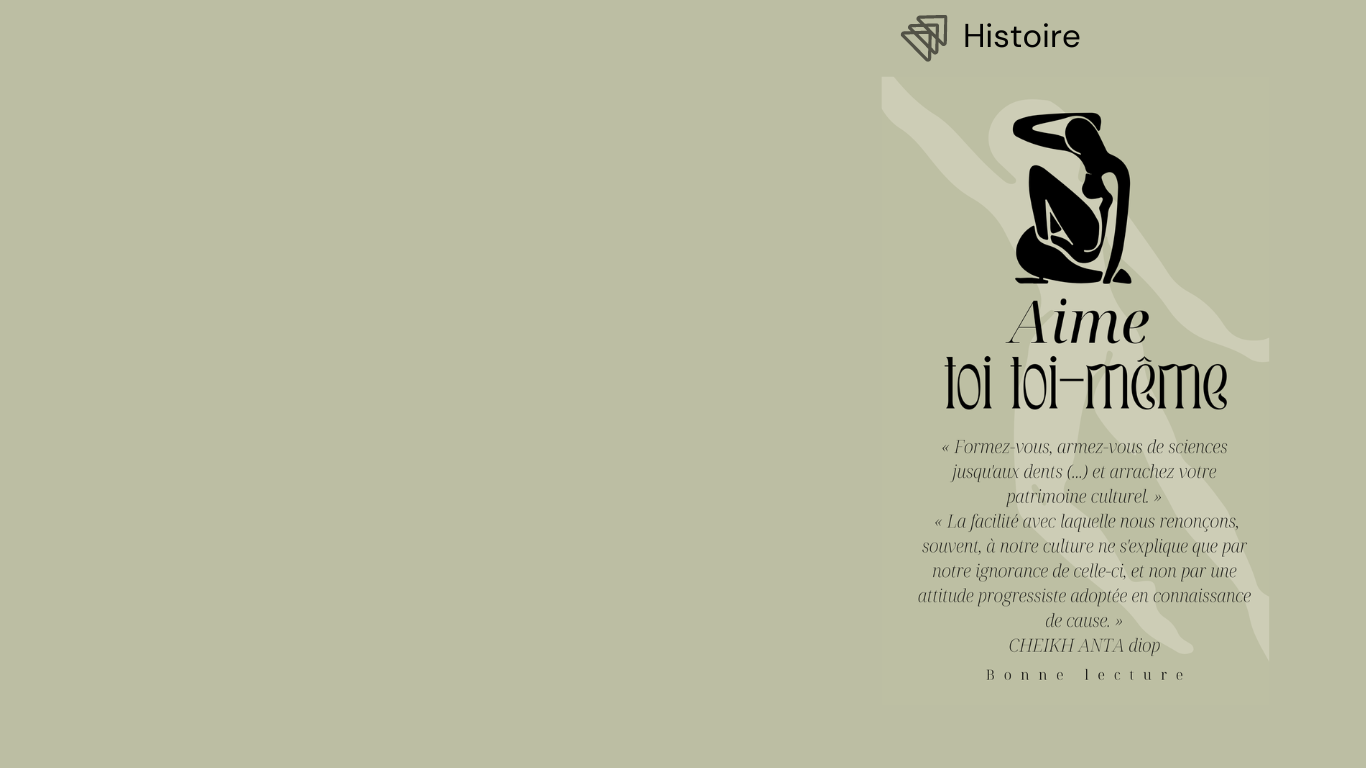 Histoire
Aime
toi toi-même
« Formez-vous, armez-vous de sciences
jusqu'aux dents (...) et arrachez votre
patrimoine culturel. »
« La facilité avec laquelle nous renonçons,
souvent, à notre culture ne s'explique que par
notre ignorance de celle-ci, et non par une
attitude progressiste adoptée en connaissance
de cause. »
CHEIKH ANTA diop
Bonne lecture